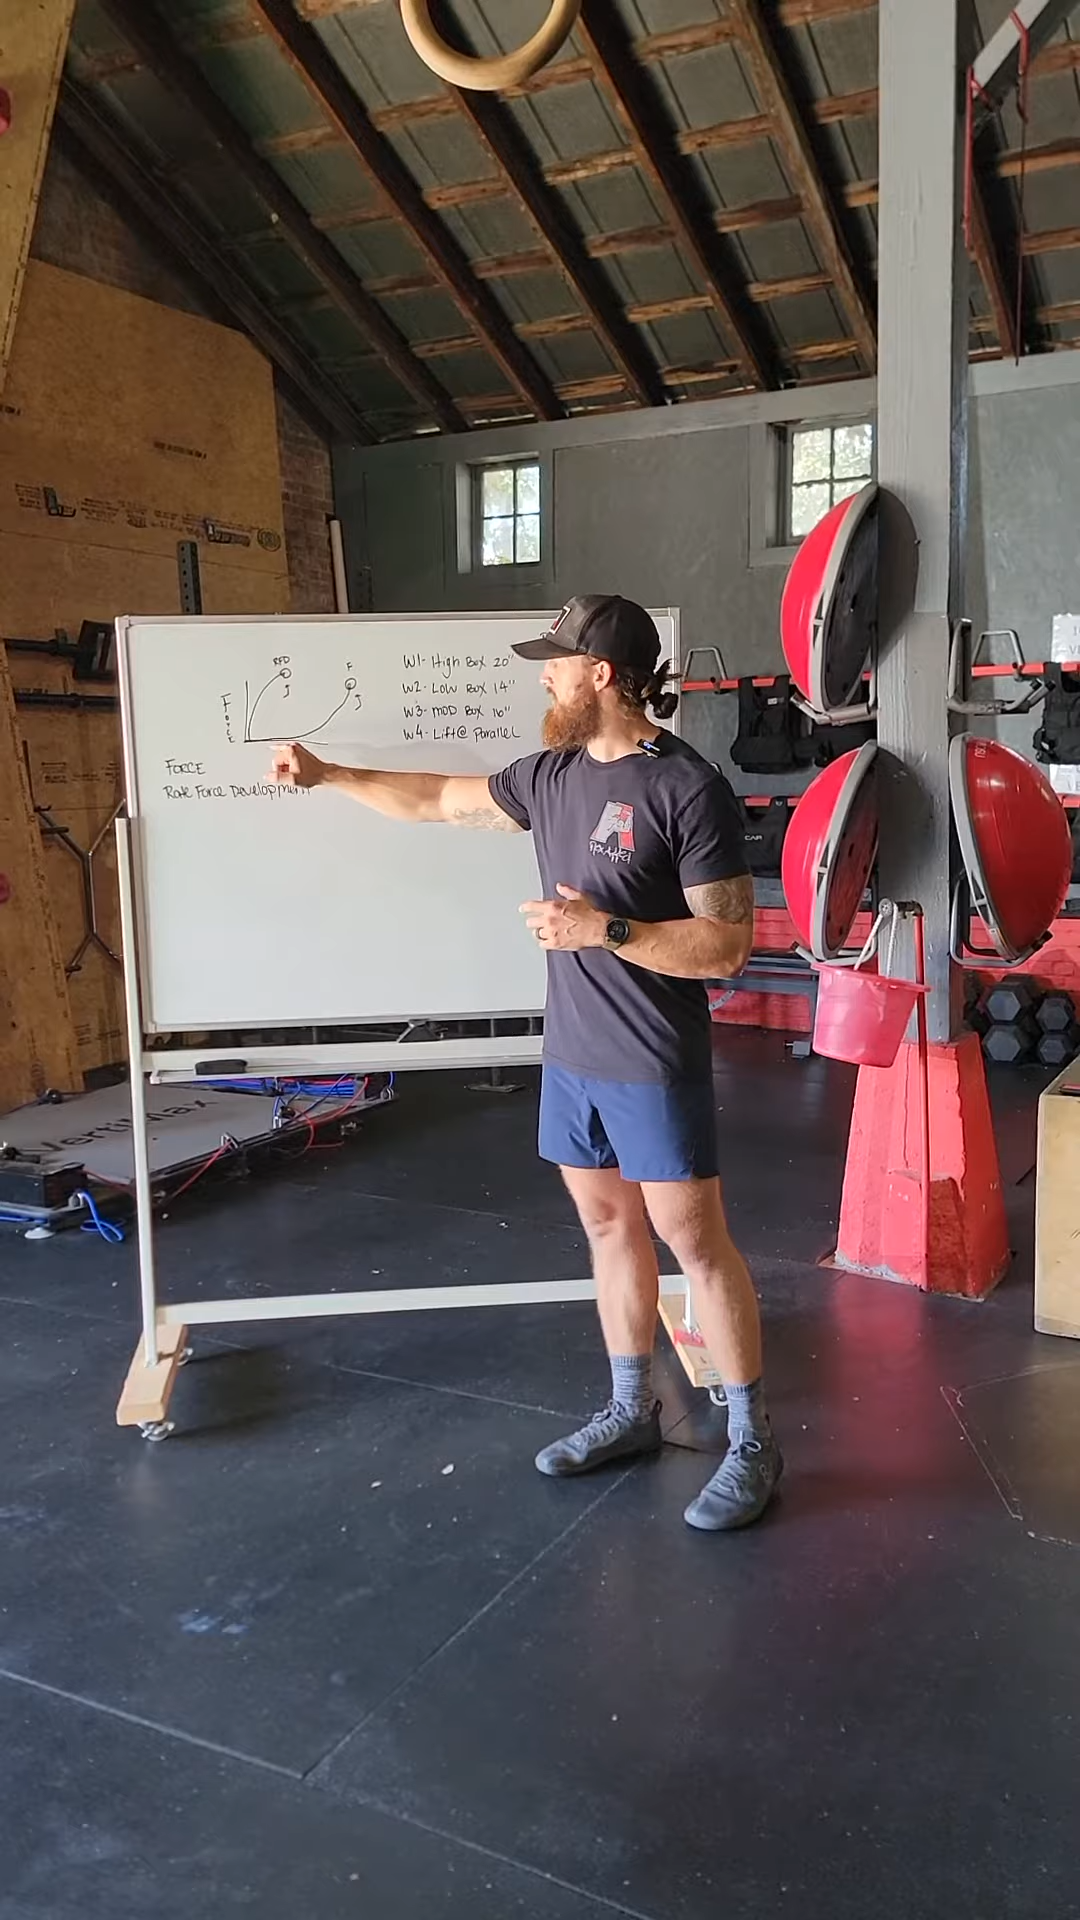 RFD
F
FORCE
W1- High Box 20"
W2- Low Box 14"
W3- MOD Box 16"
W4- Lift@ Parallel
FORCE
Rate Force Development
VertiMax